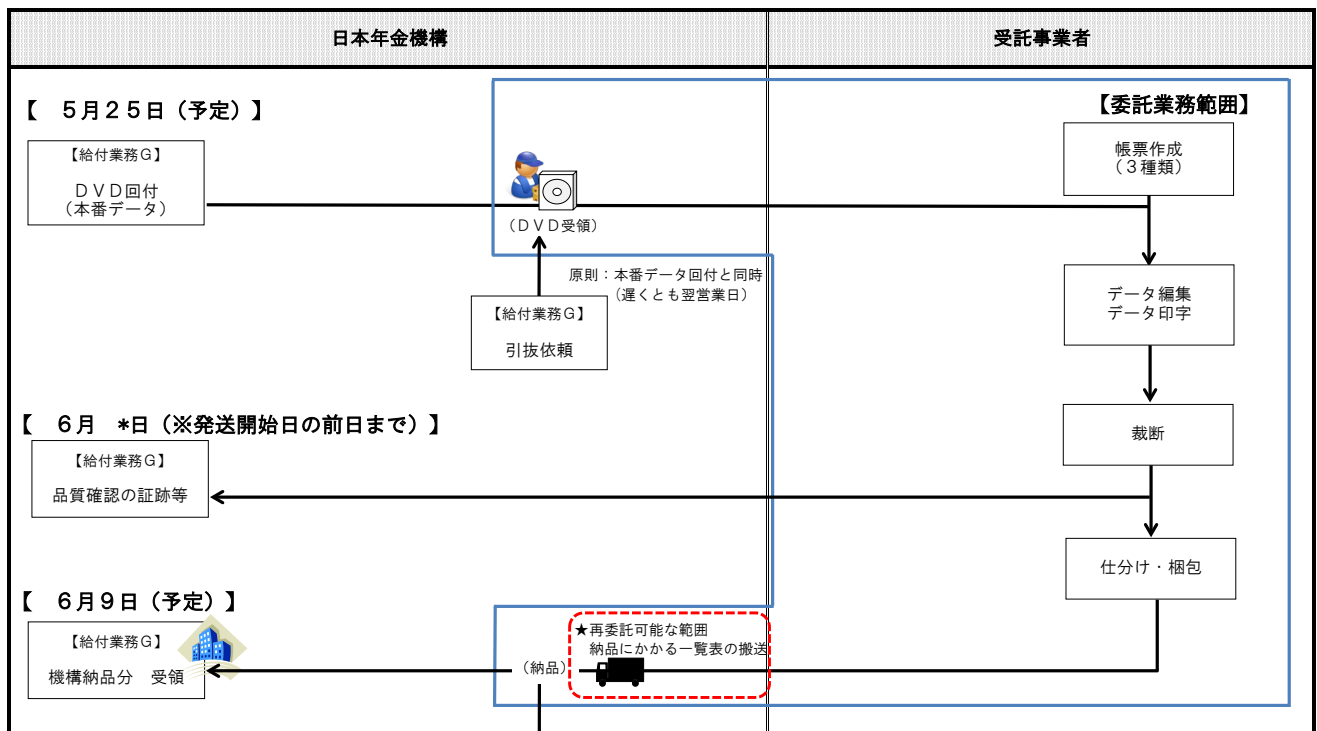 日本年金機構
受託事業者
【　５月２５日（予定）】
【委託業務範囲】
【給付業務Ｇ】
ＤＶＤ回付
（本番データ）
（ＤＶＤ受領）
帳票作成
（３種類）
原則：本番データ回付と同時
（遅くとも翌営業日）
【給付業務Ｇ】
引抜依頼
データ編集
データ印字
【　６月　*日（※発送開始日の前日まで）】
【給付業務Ｇ】
品質確認の証跡等
裁断
仕分け・梱包
【　６月９日（予定）】
【給付業務Ｇ】
機構納品分　受領
（納品）
★再委託可能な範囲
納品にかかる一覧表の搬送